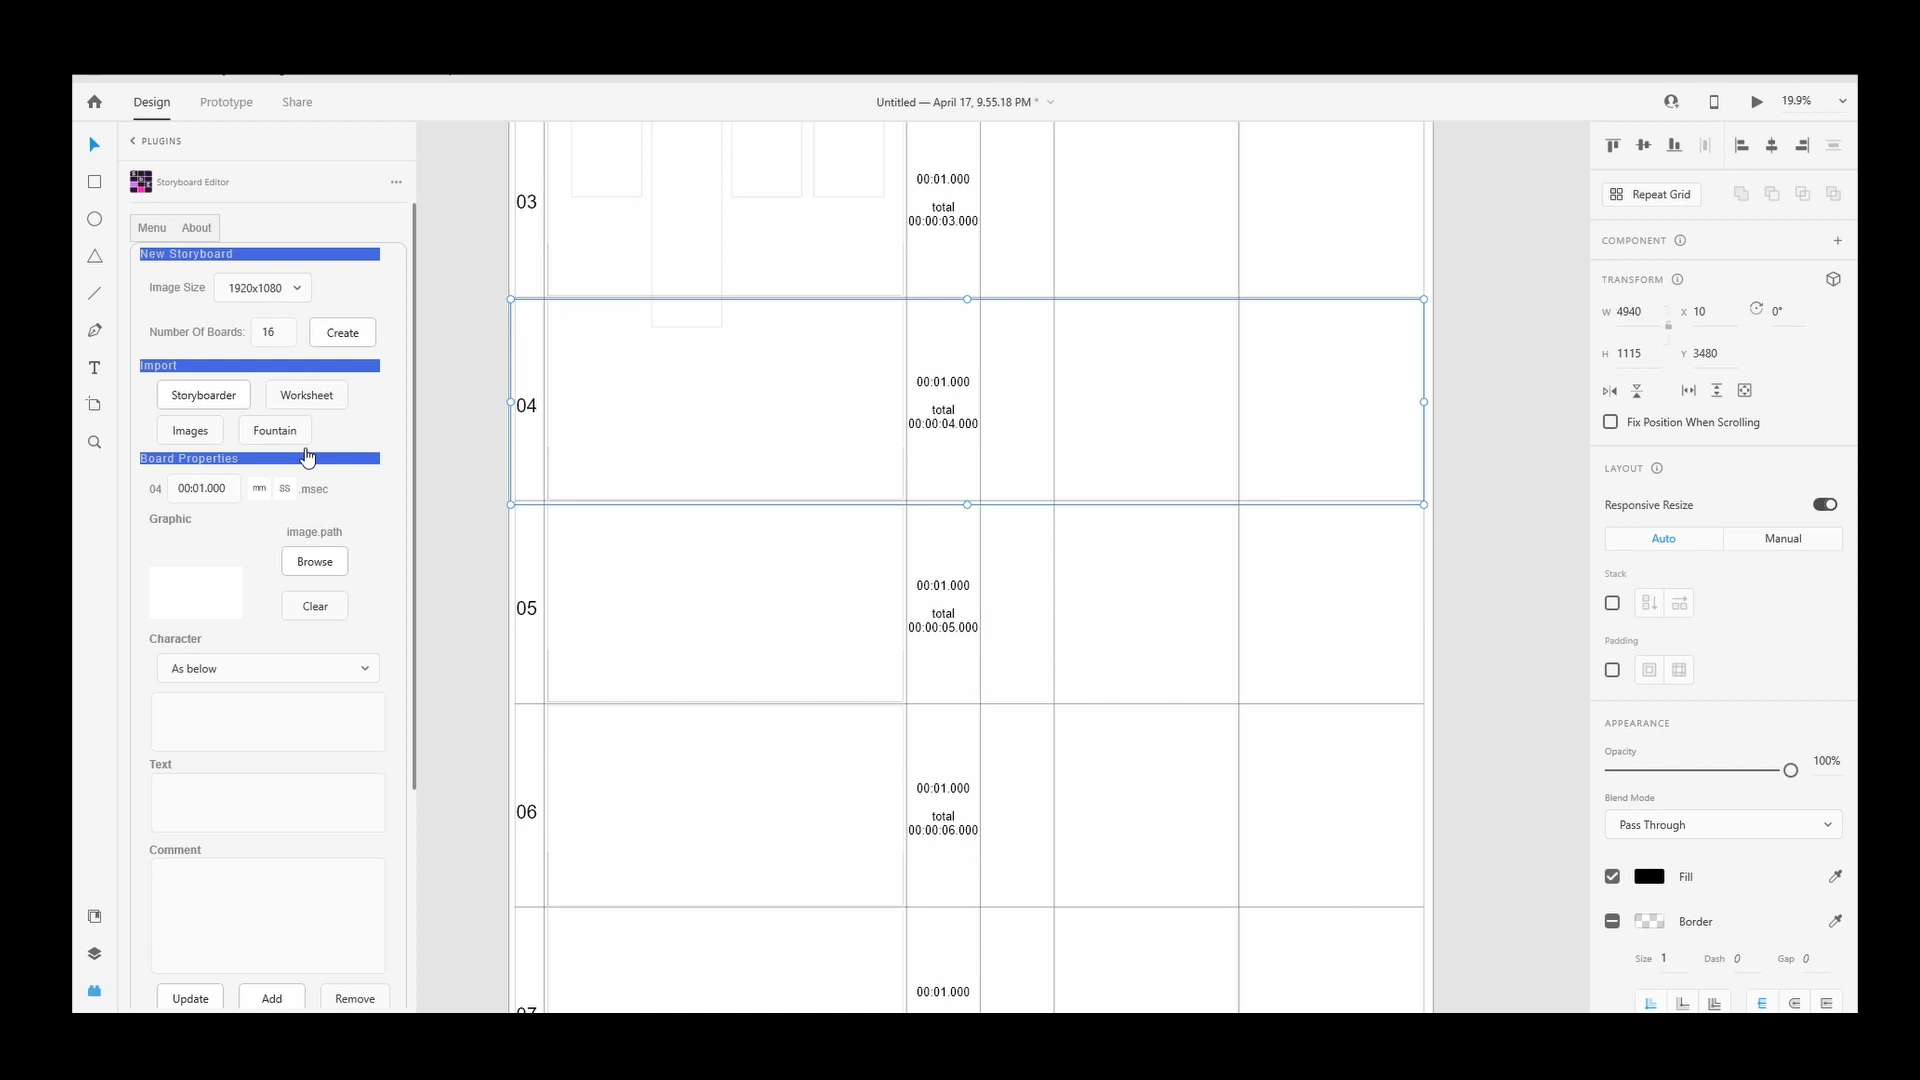 Design
Prototype
Share
Untitled — April 17, 9.55.18 PM *
19.9%
PLUGINS
Storyboard Editor
Menu
About
New Storyboard
Image Size
1920x1080
Number Of Boards:
16
Create
Import
Storyboarder
Worksheet
Images
Fountain
Board Properties
04
00:01.000
mm
SS
.msec
Graphic
image.path
Browse
Clear
Character
As below
Text
Comment
Update
Add
Remove
03
00:01.000
total
00:00:03.000
04
00:01.000
total
00:00:04.000
05
00:01.000
total
00:00:05.000
06
00:01.000
total
00:00:06.000
07
00:01.000
Repeat Grid
COMPONENT
TRANSFORM
W 4940
X 10
0°
H 1115
Y 3480
Fix Position When Scrolling
LAYOUT
Responsive Resize
Auto
Manual
Stack
Padding
APPEARANCE
Opacity
100%
Blend Mode
Pass Through
Fill
Border
Size 1
Dash 0
Gap 0